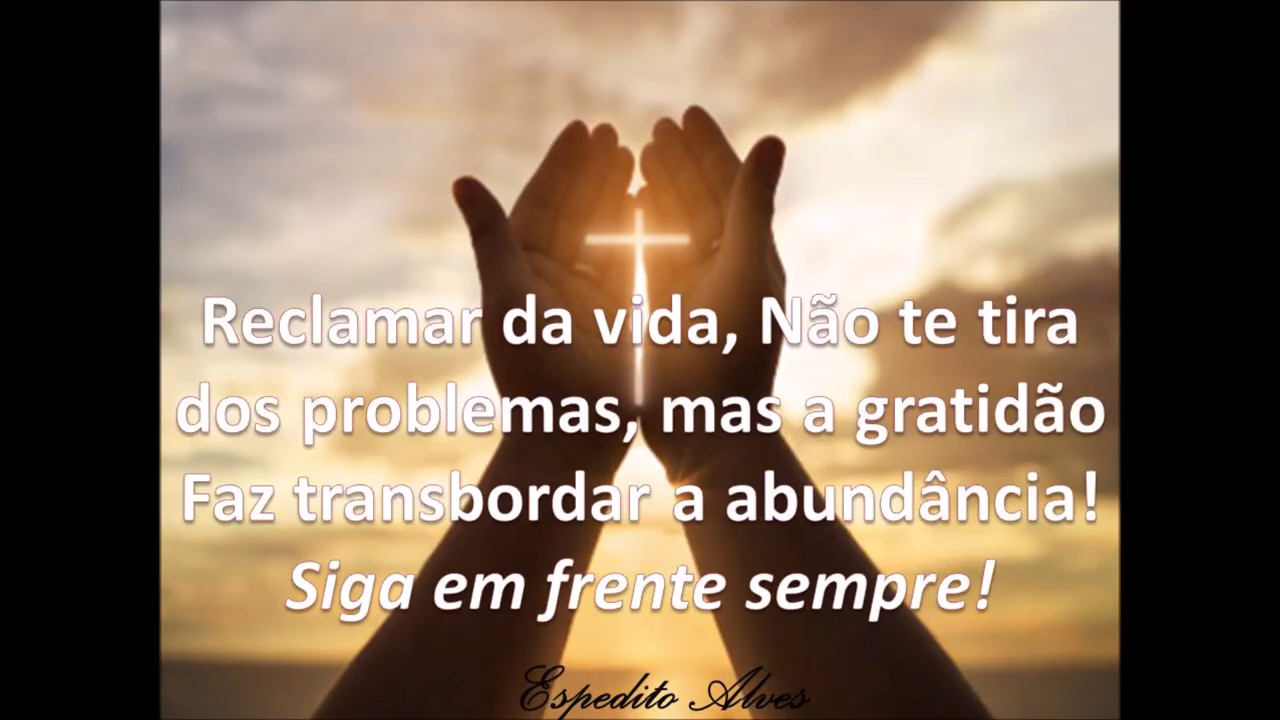 Reclamar da vida, Não te tira
dos problemas, mas a gratidão
Faz transbordar a abundância!
Siga em frente sempre!
Espedito Alves